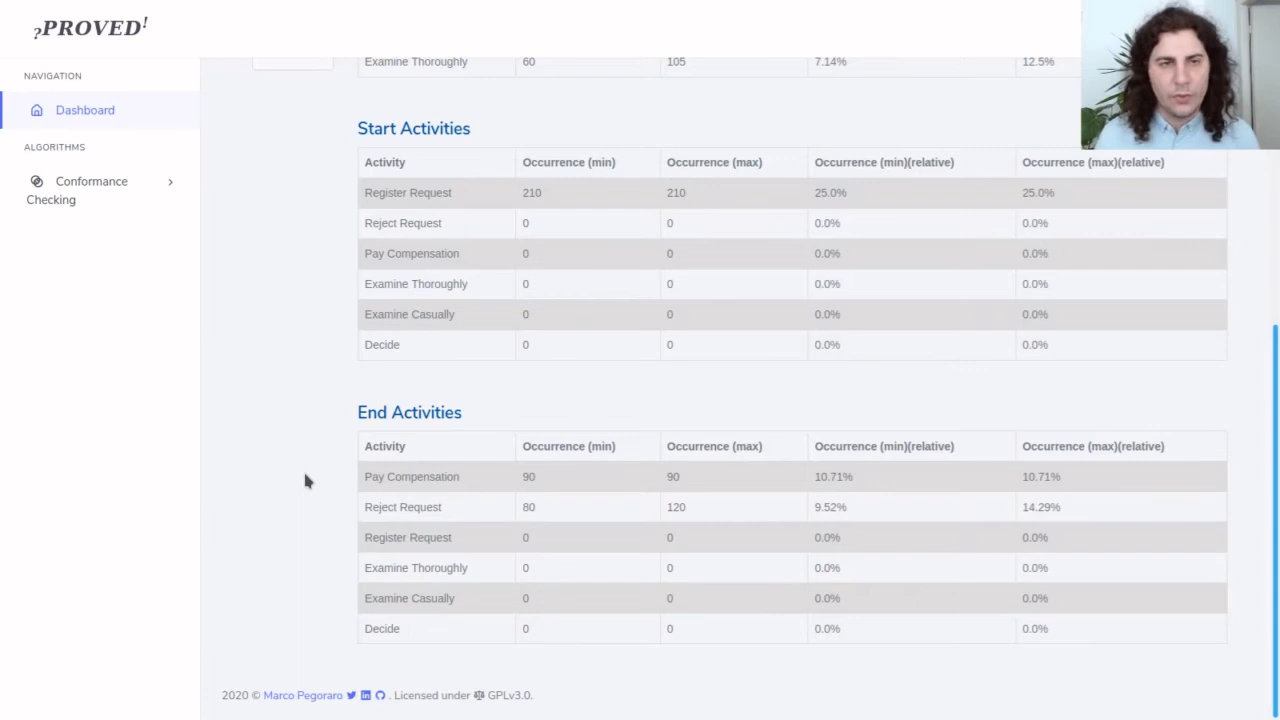 ?PROVED!
NAVIGATION
Dashboard
ALGORITHMS
Conformance
Checking
Examine Thoroughly 60 105 7.14% 12.5%
Start Activities
Activity Occurrence (min) Occurrence (max) Occurrence (min)(relative) Occurrence (max)(relative)
Register Request 210 210 25.0% 25.0%
Reject Request 0 0 0.0% 0.0%
Pay Compensation 0 0 0.0% 0.0%
Examine Thoroughly 0 0 0.0% 0.0%
Examine Casually 0 0 0.0% 0.0%
Decide 0 0 0.0% 0.0%
End Activities
Activity Occurrence (min) Occurrence (max) Occurrence (min)(relative) Occurrence (max)(relative)
Pay Compensation 90 90 10.71% 10.71%
Reject Request 80 120 9.52% 14.29%
Register Request 0 0 0.0% 0.0%
Examine Thoroughly 0 0 0.0% 0.0%
Examine Casually 0 0 0.0% 0.0%
Decide 0 0 0.0% 0.0%
2020 © Marco Pegoraro . Licensed under GPLv3.0.